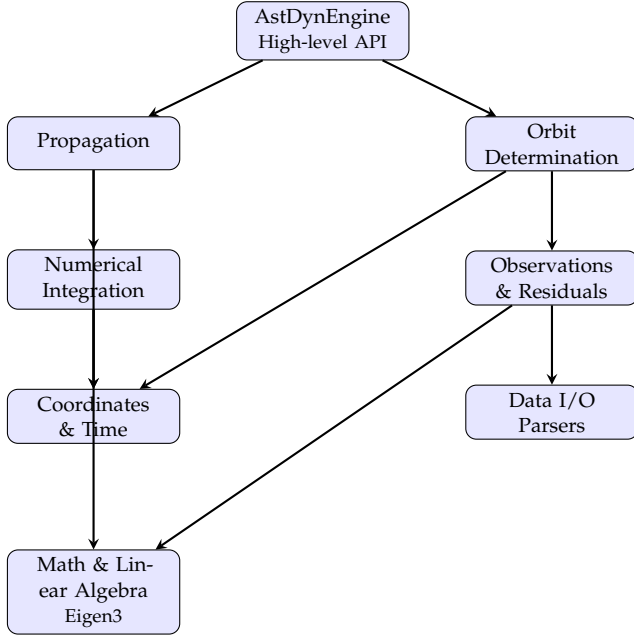 AstDynEngine
High-level API
Propagation
Orbit
Determination
Numerical
Integration
Observations
& Residuals
Coordinates
& Time
Data I/O
Parsers
Math & Lin-
ear Algebra
Eigen3